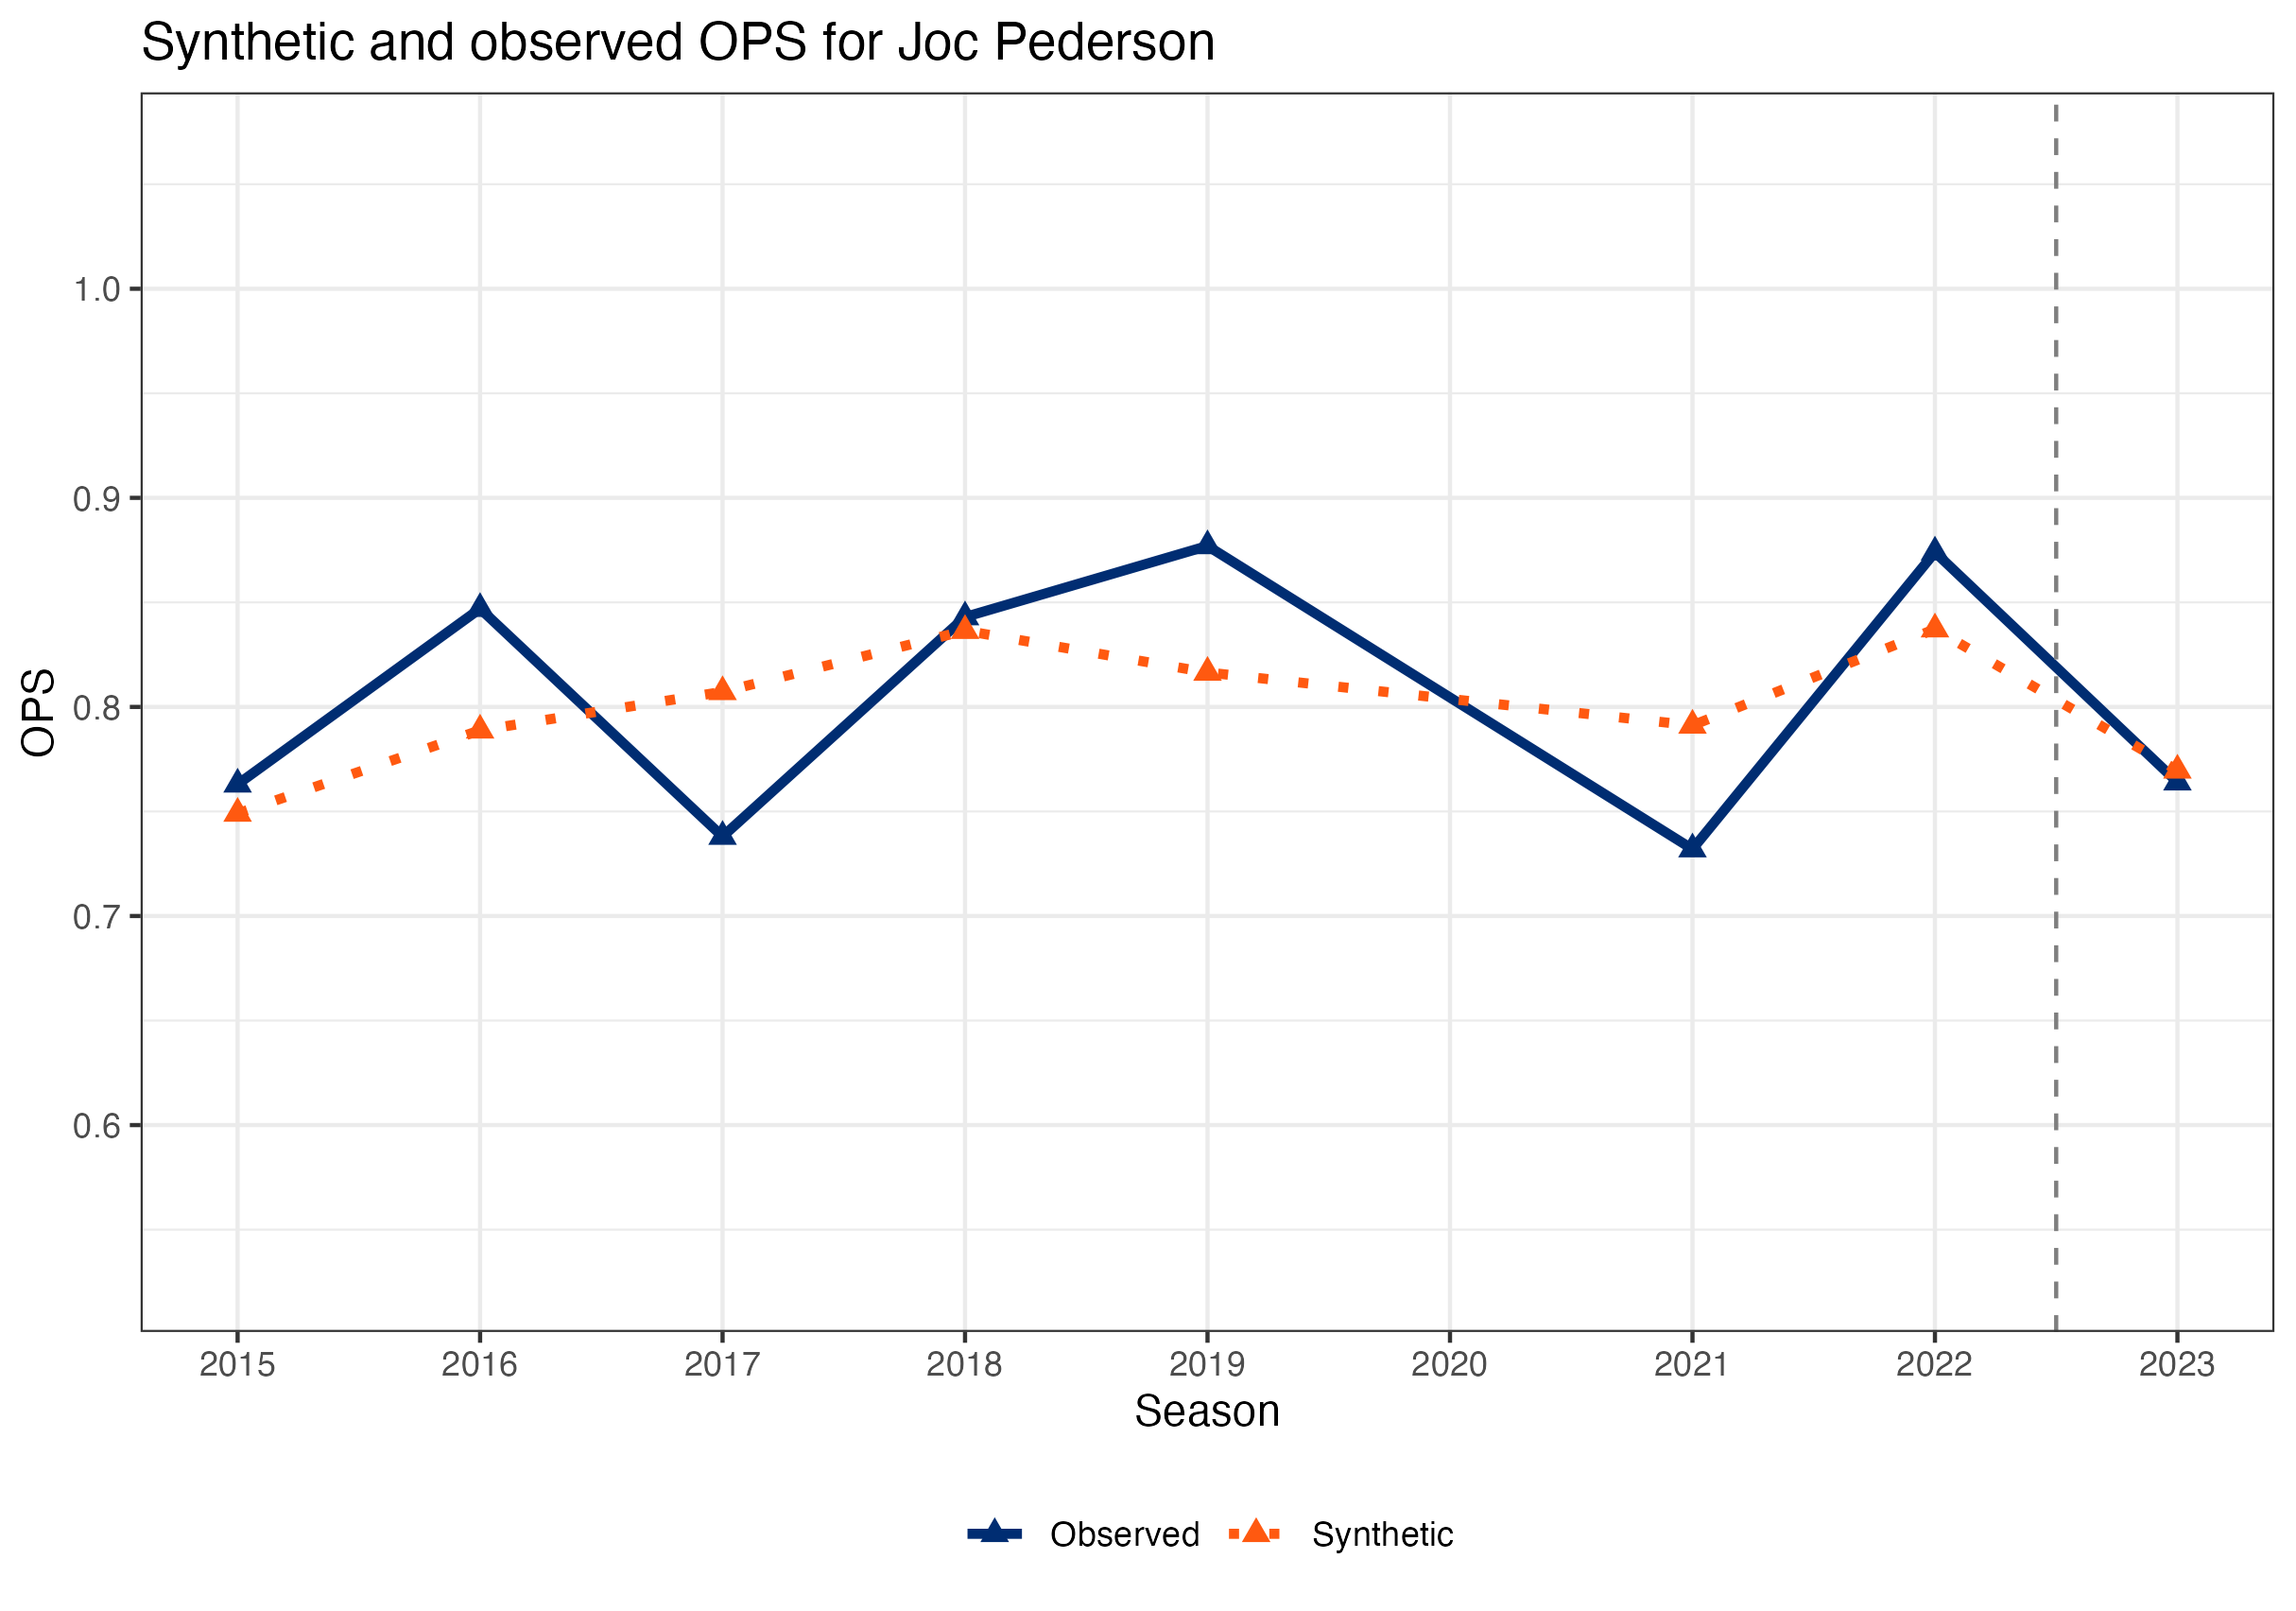 Synthetic and observed OPS for Joc Pederson
OPS
1.0
0.9
0.8
0.7
0.6
2015 2016 2017 2018 2019 2020 2021 2022 2023
Season
Observed Synthetic